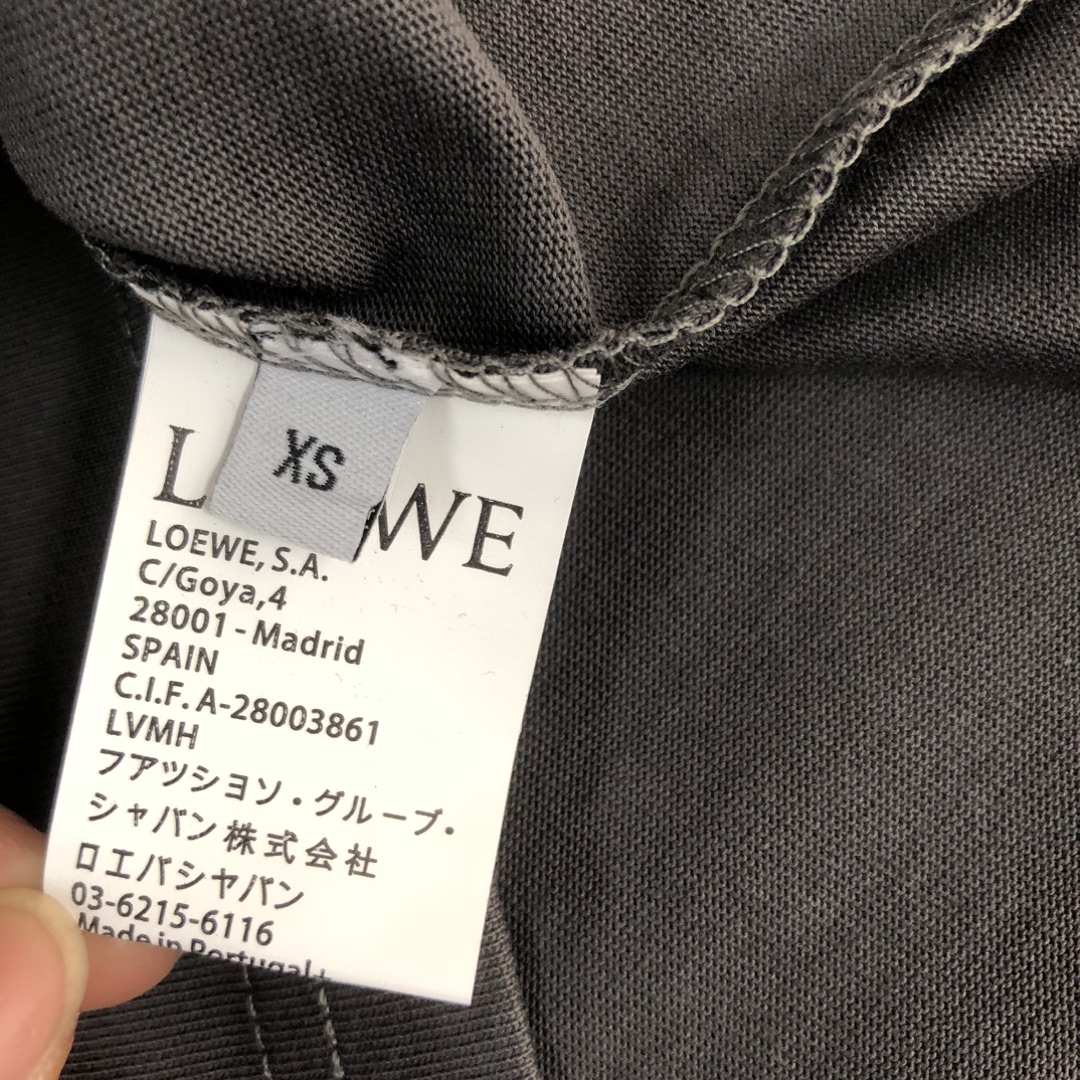 XS
L WE
LOEWE, S.A.
C/Goya,4
28001 - Madrid
SPAIN
C.I.F. A-28003861
LVMH
フアツシヨソ・グループ・
シャバン株式会社
ロエバシヤバン
03-6215-6116
Made in Portugal